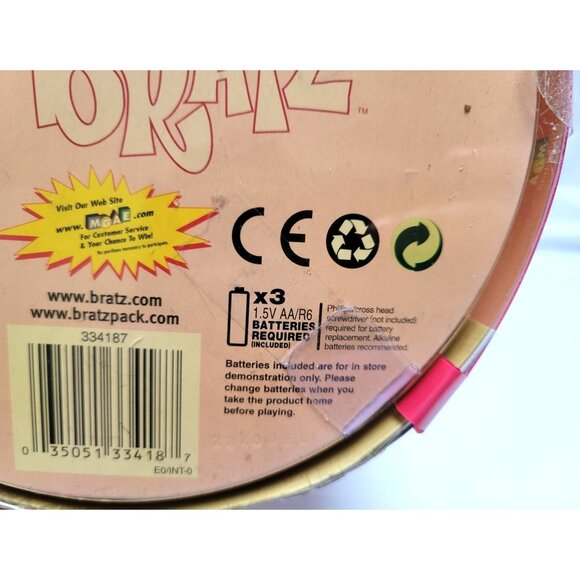 BRATZ™
Visit Our Web Site
www.MGAE.com
For Customer Service
& Your Chance To Win!
No purchase necessary to participate.
www.bratz.com
www.bratzpack.com
334187
0 35051 33418 7
E0/INT-0
CE
x3
1.5V AA/R6
BATTERIES
REQUIRED
(INCLUDED)
Phillips/cross head
screwdriver (not included)
required for battery
replacement. Alkaline
batteries recommended.
Batteries included are for in store
demonstration only. Please
change batteries when you
take the product home
before playing.